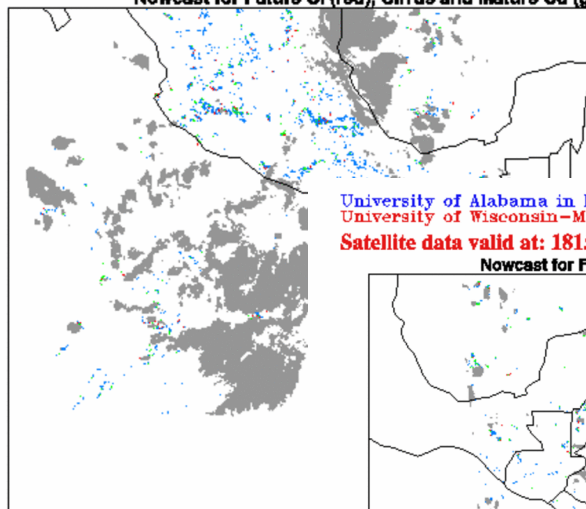 Nowcast for Future CI (red), Cirrus and Mature Cu (g
University of Alabama in
University of Wisconsin-M
Satellite data valid at: 181
Nowcast for F